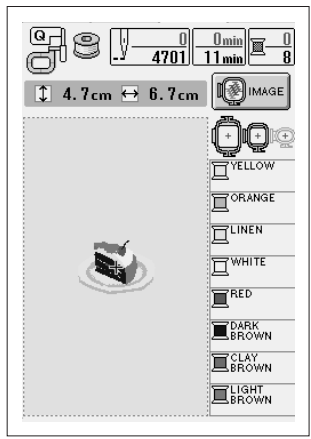 Q
0 0min 0
4701 11min 8
↕ 4.7cm ↔ 6.7cm
IMAGE
YELLOW
ORANGE
LINEN
WHITE
RED
DARK
BROWN
CLAY
BROWN
LIGHT
BROWN